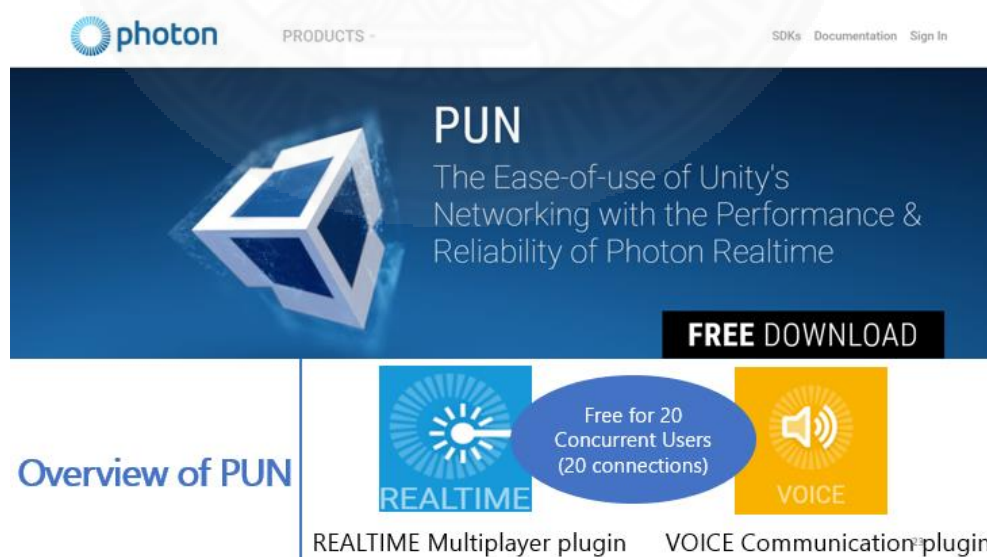 photon
PRODUCTS -
SDKs Documentation Sign In
PUN
The Ease-of-use of Unity's
Networking with the Performance &
Reliability of Photon Realtime
FREE DOWNLOAD
Overview of PUN
REALTIME
Free for 20
Concurrent Users
(20 connections)
VOICE
REALTIME Multiplayer plugin
VOICE Communication plugin
23